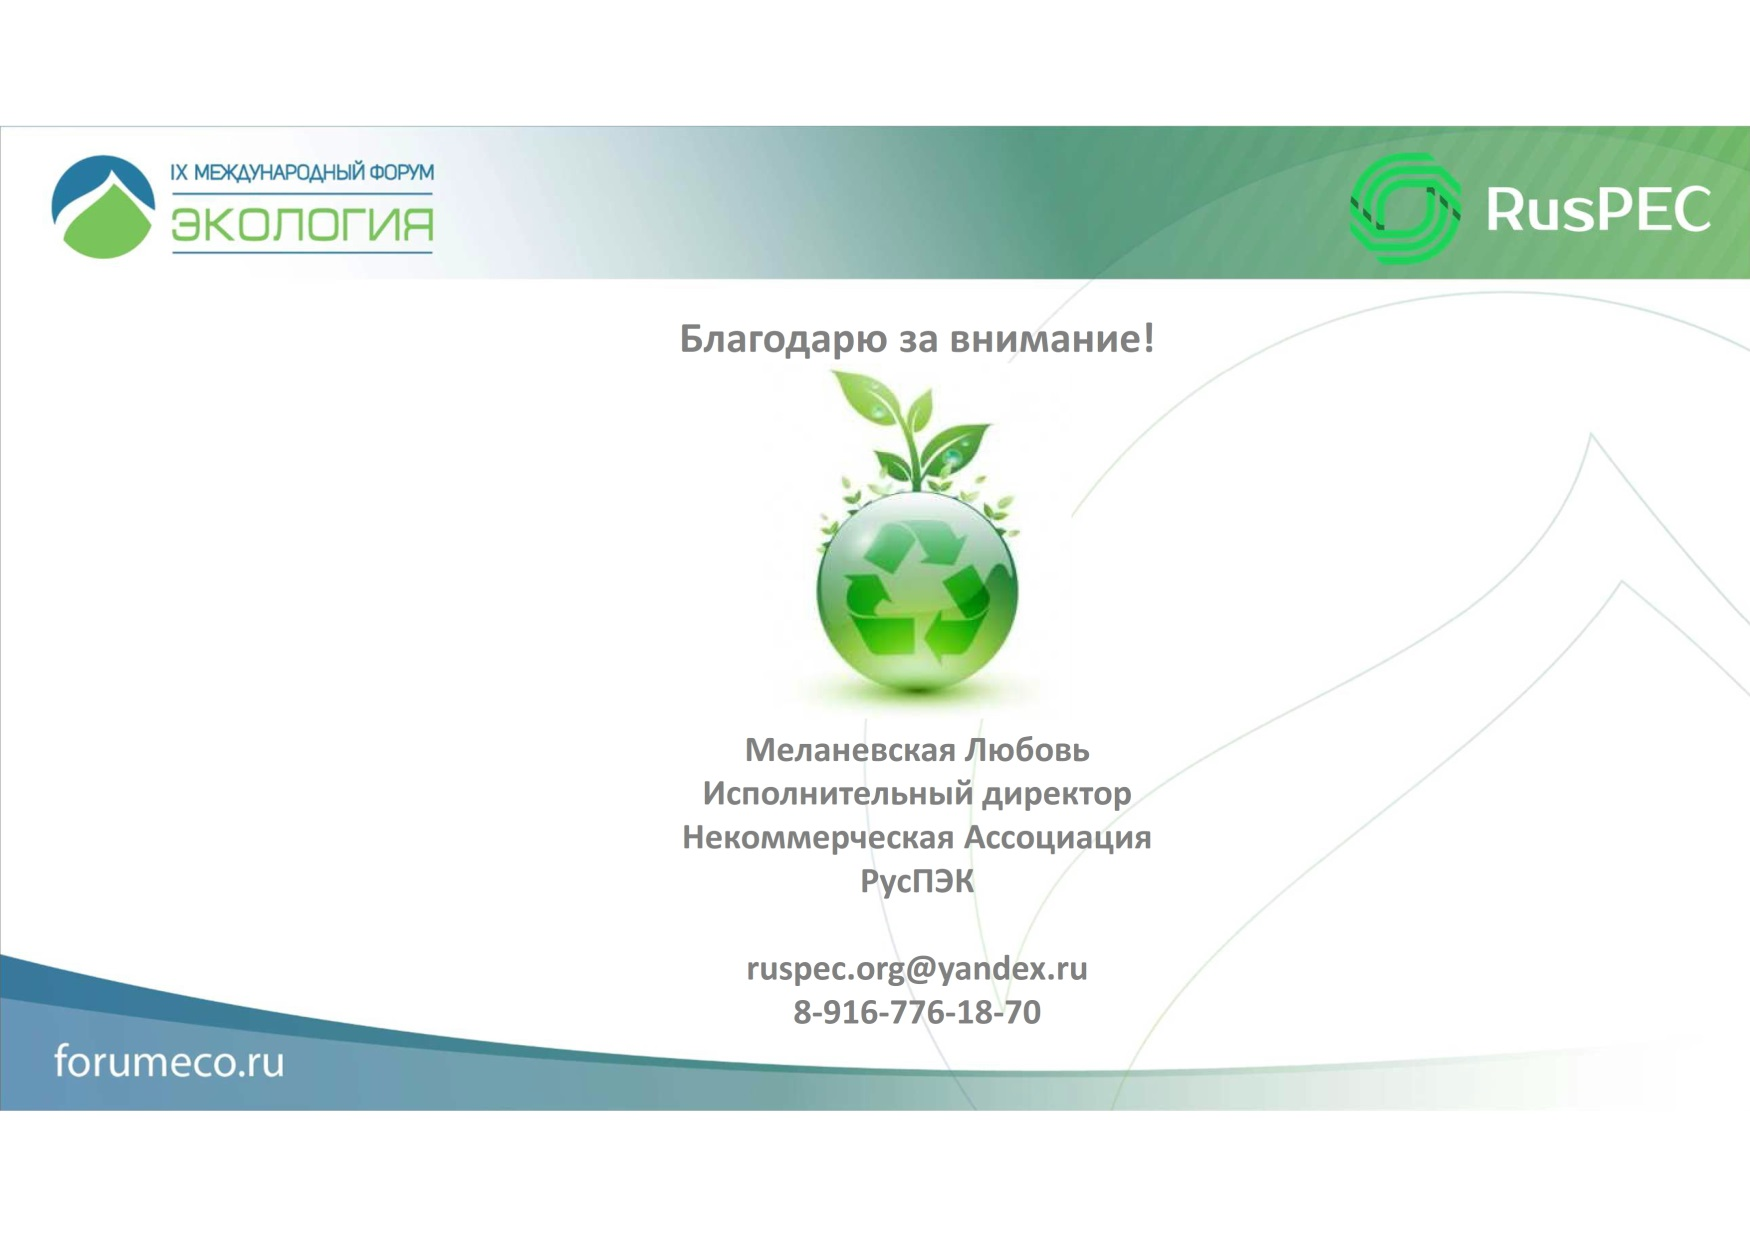 IX МЕЖДУНАРОДНЫЙ ФОРУМ
ЭКОЛОГИЯ
RusPEC
Благодарю за внимание!
Меланевская Любовь
Исполнительный директор
Некоммерческая Ассоциация
РусПЭК
ruspec.org@yandex.ru
8-916-776-18-70
forumeco.ru